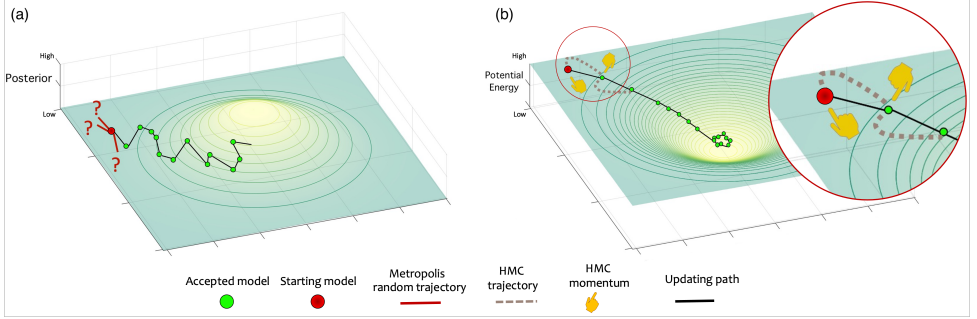 (a)
High
Posterior
Low
?
?
?
(b)
High
Potential
Energy
Low
Accepted model
Starting model
Metropolis
random trajectory
HMC
trajectory
HMC
momentum
Updating path